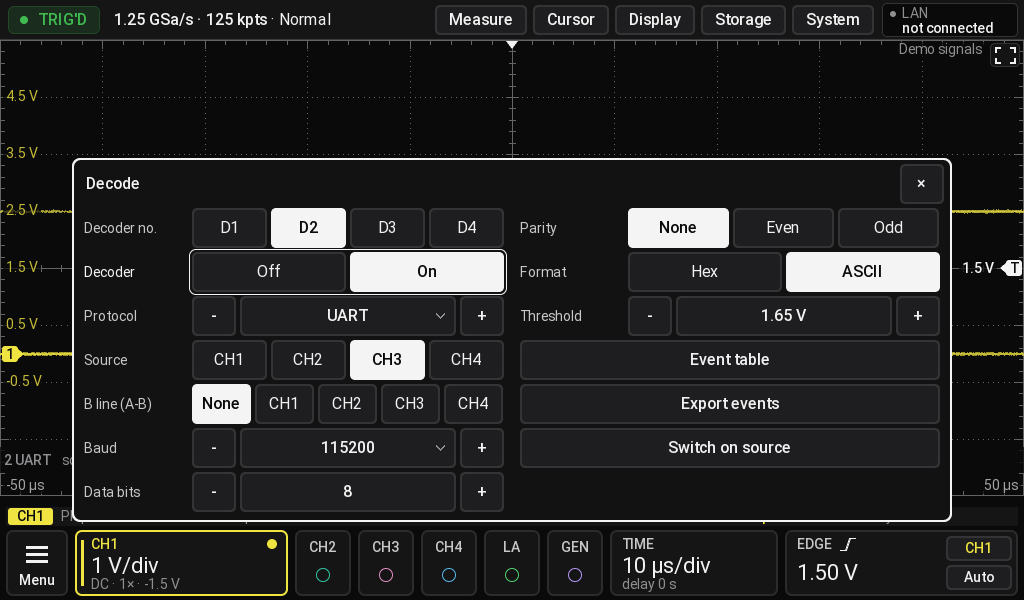 TRIG'D
1.25 GSa/s · 125 kpts · Normal
Measure
Cursor
Display
Storage
System
LAN
not connected
Demo signals
4.5 V
3.5 V
2.5 V
1.5 V
0.5 V
-0.5 V
1.5 V
T
1
Decode
×
Decoder no.
D1
D2
D3
D4
Parity
None
Even
Odd
Decoder
Off
On
Format
Hex
ASCII
Protocol
-
UART
+
Threshold
-
1.65 V
+
Source
CH1
CH2
CH3
CH4
Event table
B line (A-B)
None
CH1
CH2
CH3
CH4
Export events
Baud
-
115200
+
Switch on source
Data bits
-
8
+
2 UART
-50 µs
50 µs
CH1
Menu
CH1
1 V/div
DC · 1× · -1.5 V
CH2
CH3
CH4
LA
GEN
TIME
10 µs/div
delay 0 s
EDGE
1.50 V
CH1
Auto